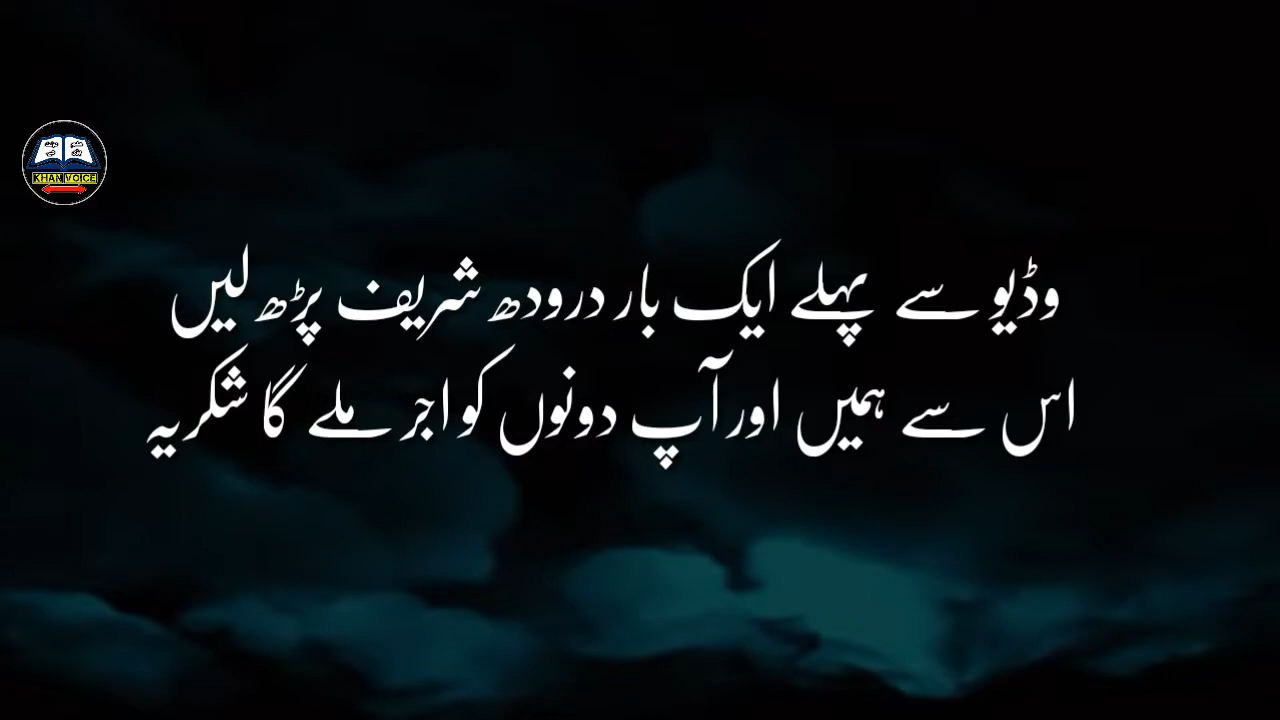 KHAN VOICE
وڈیو سے پہلے ایک بار درودھ شریف پڑھ لیں
اس سے ہمیں اور آپ دونوں کو اجر ملے گا شکریہ